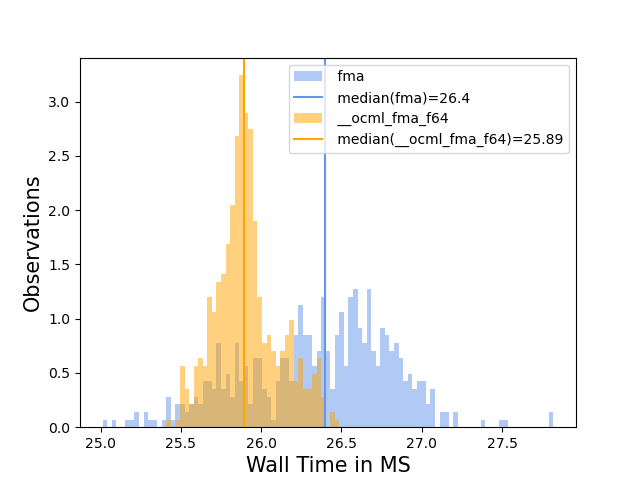 fma
median(fma)=26.4
__ocml_fma_f64
median(__ocml_fma_f64)=25.89
Observations
3.0
2.5
2.0
1.5
1.0
0.5
0.0
25.0 25.5 26.0 26.5 27.0 27.5
Wall Time in MS